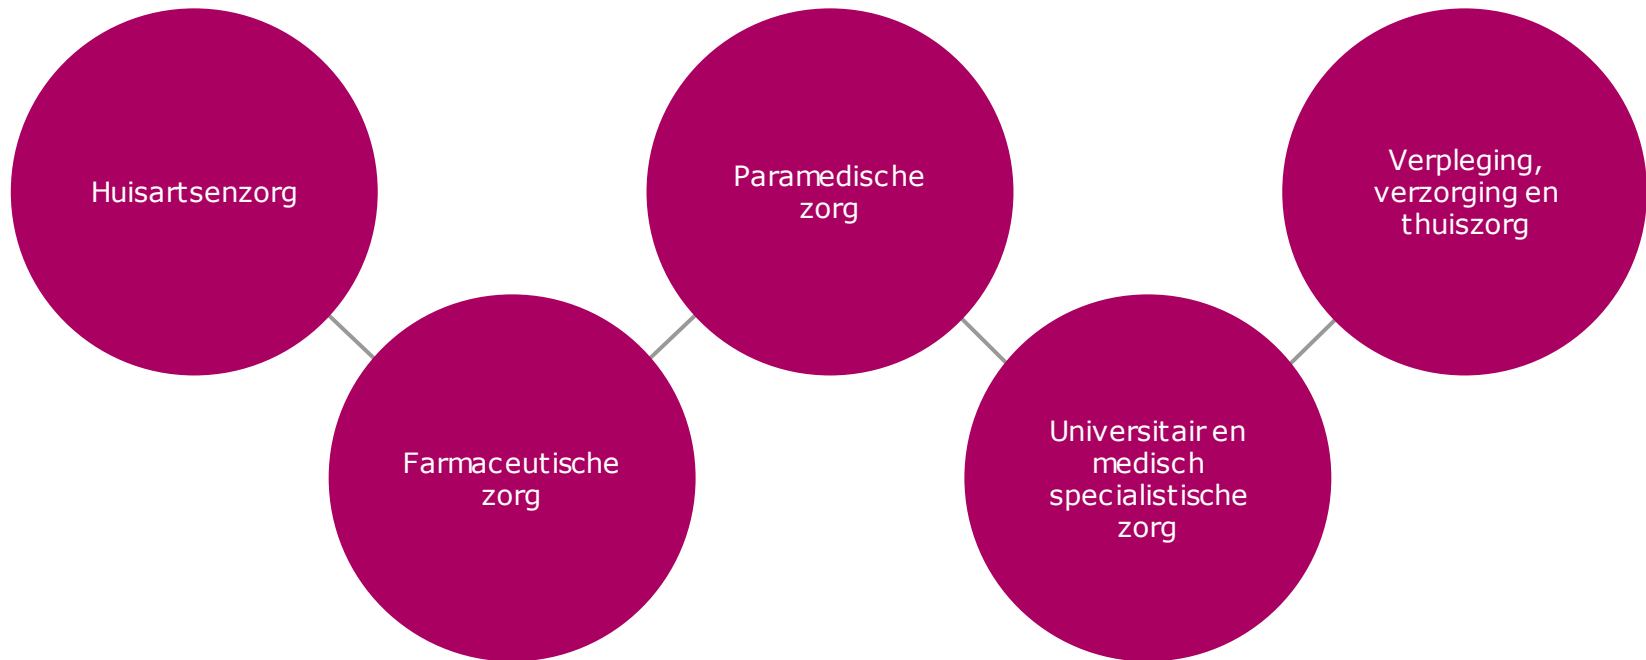 Huisartsenzorg
Farmaceutische
zorg
Paramedische
zorg
Universitair en
medisch
specialistische
zorg
Verpleging,
verzorging en
thuiszorg